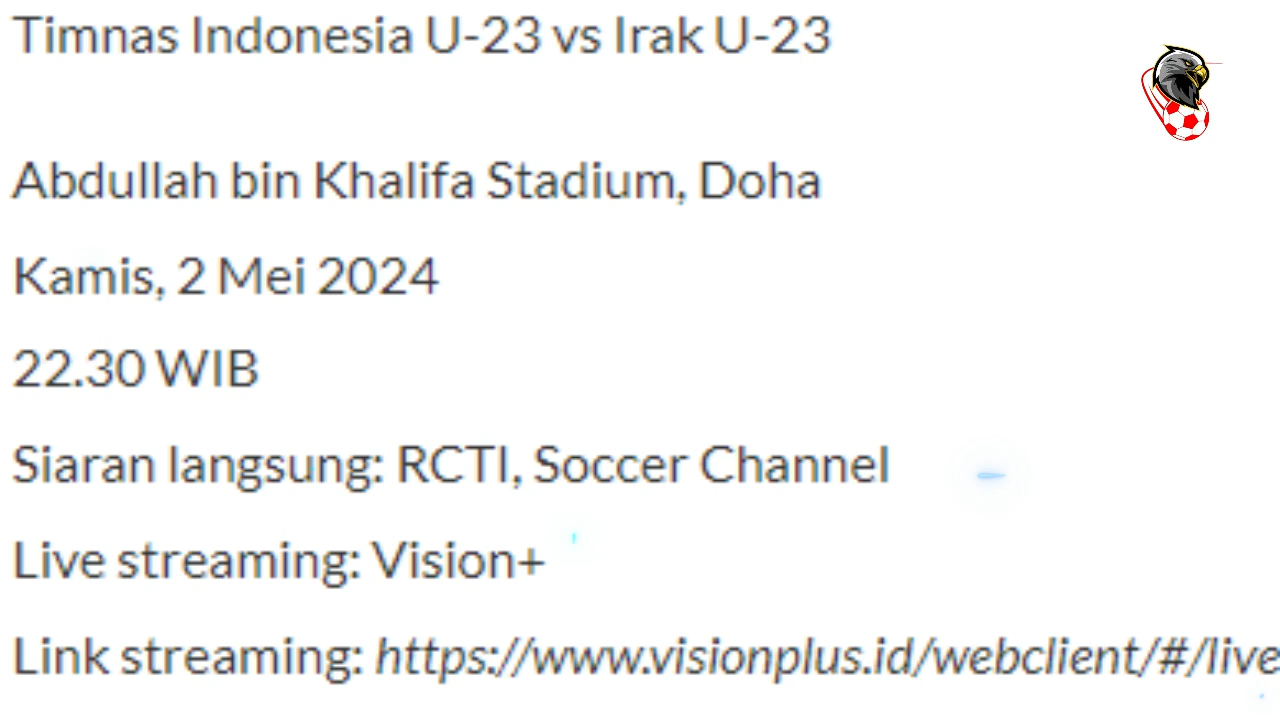 Timnas Indonesia U-23 vs Irak U-23
Abdullah bin Khalifa Stadium, Doha
Kamis, 2 Mei 2024
22.30 WIB
Siaran langsung: RCTI, Soccer Channel
Live streaming: Vision+
Link streaming: https://www.visionplus.id/webclient/#/live